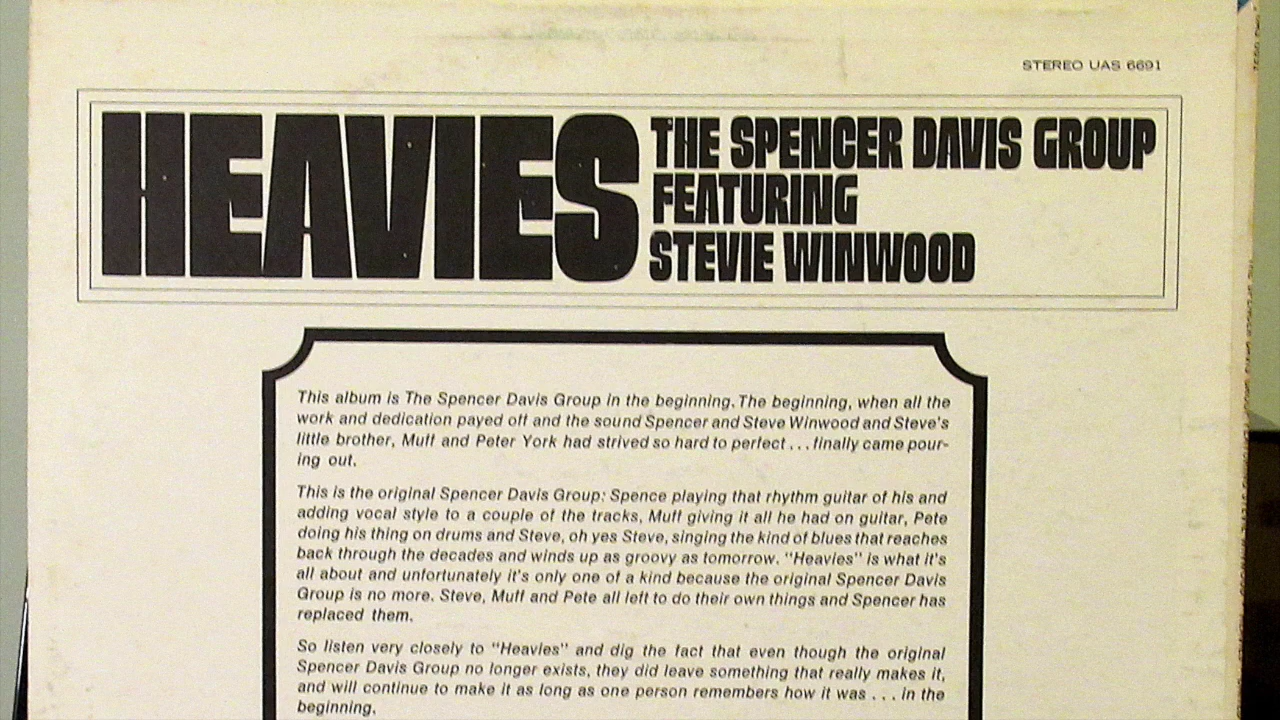 STEREO UAS 6691
HEAVIES
THE SPENCER DAVIS GROUP
FEATURING
STEVIE WINWOOD
This album is The Spencer Davis Group in the beginning. The beginning, when all the
work and dedication payed off and the sound Spencer and Steve Winwood and Steve's
little brother, Muff and Peter York had strived so hard to perfect . . . finally came pour-
ing out.
This is the original Spencer Davis Group: Spence playing that rhythm guitar of his and
adding vocal style to a couple of the tracks, Muff giving it all he had on guitar, Pete
doing his thing on drums and Steve, oh yes Steve, singing the kind of blues that reaches
back through the decades and winds up as groovy as tomorrow. "Heavies" is what it's
all about and unfortunately it's only one of a kind because the original Spencer Davis
Group is no more. Steve, Muff and Pete all left to do their own things and Spencer has
replaced them.
So listen very closely to "Heavies" and dig the fact that even though the original
Spencer Davis Group no longer exists, they did leave something that really makes it,
and will continue to make it as long as one person remembers how it was . . . in the
beginning.